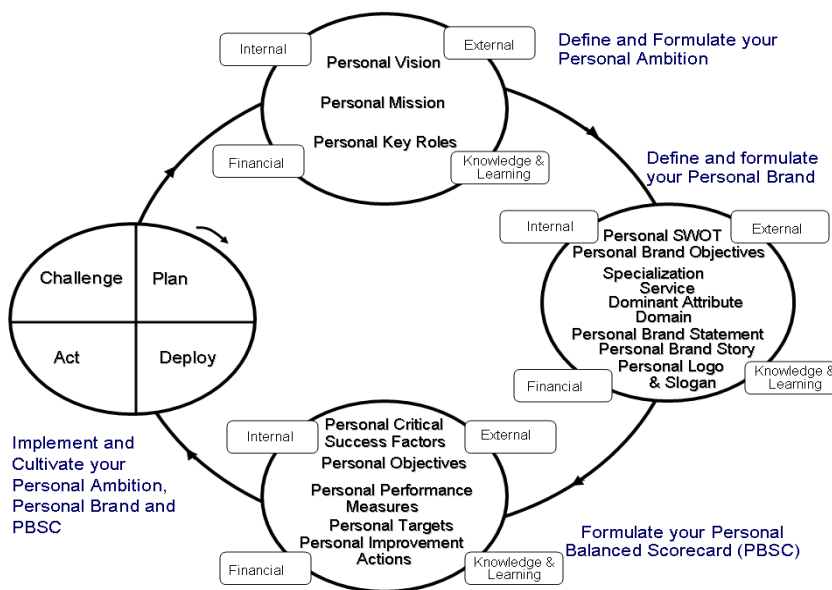 Internal
External
Personal Vision
Personal Mission
Personal Key Roles
Financial
Knowledge &
Learning
Define and Formulate your
Personal Ambition
Define and formulate
your Personal Brand
Internal
External
Personal SWOT
Personal Brand Objectives
Specialization
Service
Dominant Attribute
Domain
Personal Brand Statement
Personal Brand Story
Personal Logo
& Slogan
Financial
Knowledge &
Learning
Challenge
Plan
Act
Deploy
Internal
External
Personal Critical
Success Factors
Personal Objectives
Personal Performance
Measures
Personal Targets
Personal Improvement
Actions
Financial
Knowledge &
Learning
Implement and
Cultivate your
Personal Ambition,
Personal Brand and
PBSC
Formulate your Personal
Balanced Scorecard (PBSC)